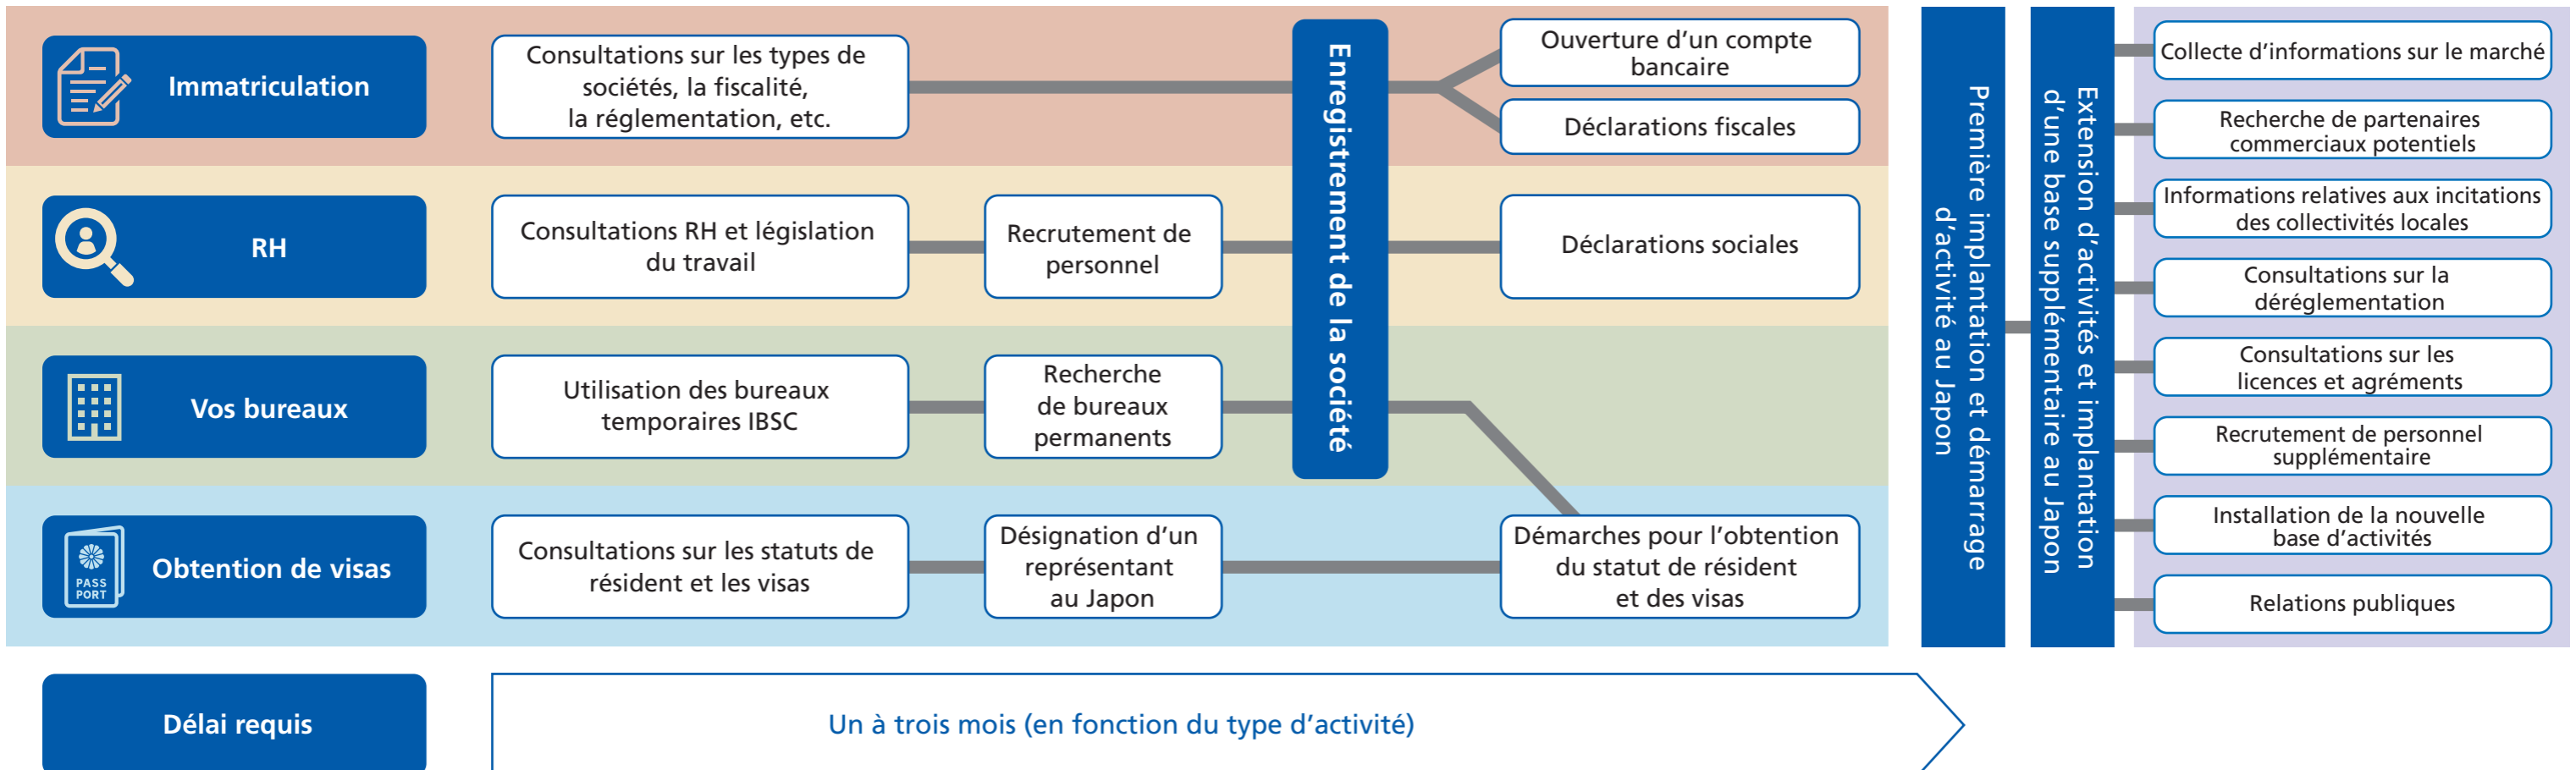 Immatriculation
Consultations sur les types de
sociétés, la fiscalité,
la réglementation, etc.
Ouverture d’un compte
bancaire
Déclarations fiscales
RH
Consultations RH et législation
du travail
Recrutement de
personnel
Enregistrement de la société
Déclarations sociales
Vos bureaux
Utilisation des bureaux
temporaires IBSC
Recherche
de bureaux
permanents
PASS
PORT
Obtention de visas
Consultations sur les statuts de
résident et les visas
Désignation d’un
représentant
au Japon
Démarches pour l’obtention
du statut de résident
et des visas
Première implantation et démarrage
d’activité au Japon
Extension d’activités et implantation
d’une base supplémentaire au Japon
Collecte d’informations sur le marché
Recherche de partenaires
commerciaux potentiels
Informations relatives aux incitations
des collectivités locales
Consultations sur la
déréglementation
Consultations sur les
licences et agréments
Recrutement de personnel
supplémentaire
Installation de la nouvelle
base d’activités
Relations publiques
Délai requis
Un à trois mois (en fonction du type d’activité)